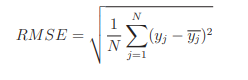 RMSE = \sqrt{\frac{1}{N} \sum_{j=1}^{N} (y_j - \overline{y_j})^2}